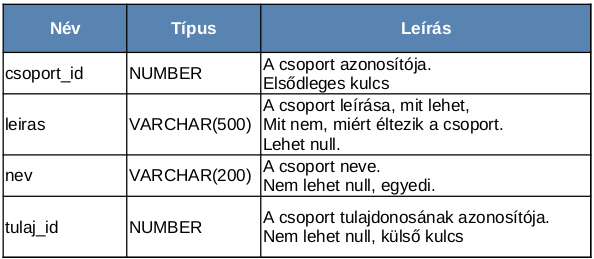 Név Típus Leírás
csoport_id NUMBER A csoport azonosítója.
Elsődleges kulcs
leiras VARCHAR(500) A csoport leírása, mit lehet,
Mit nem, miért éltezik a csoport.
Lehet null.
nev VARCHAR(200) A csoport neve.
Nem lehet null, egyedi.
tulaj_id NUMBER A csoport tulajdonosának azonosítója.
Nem lehet null, külső kulcs